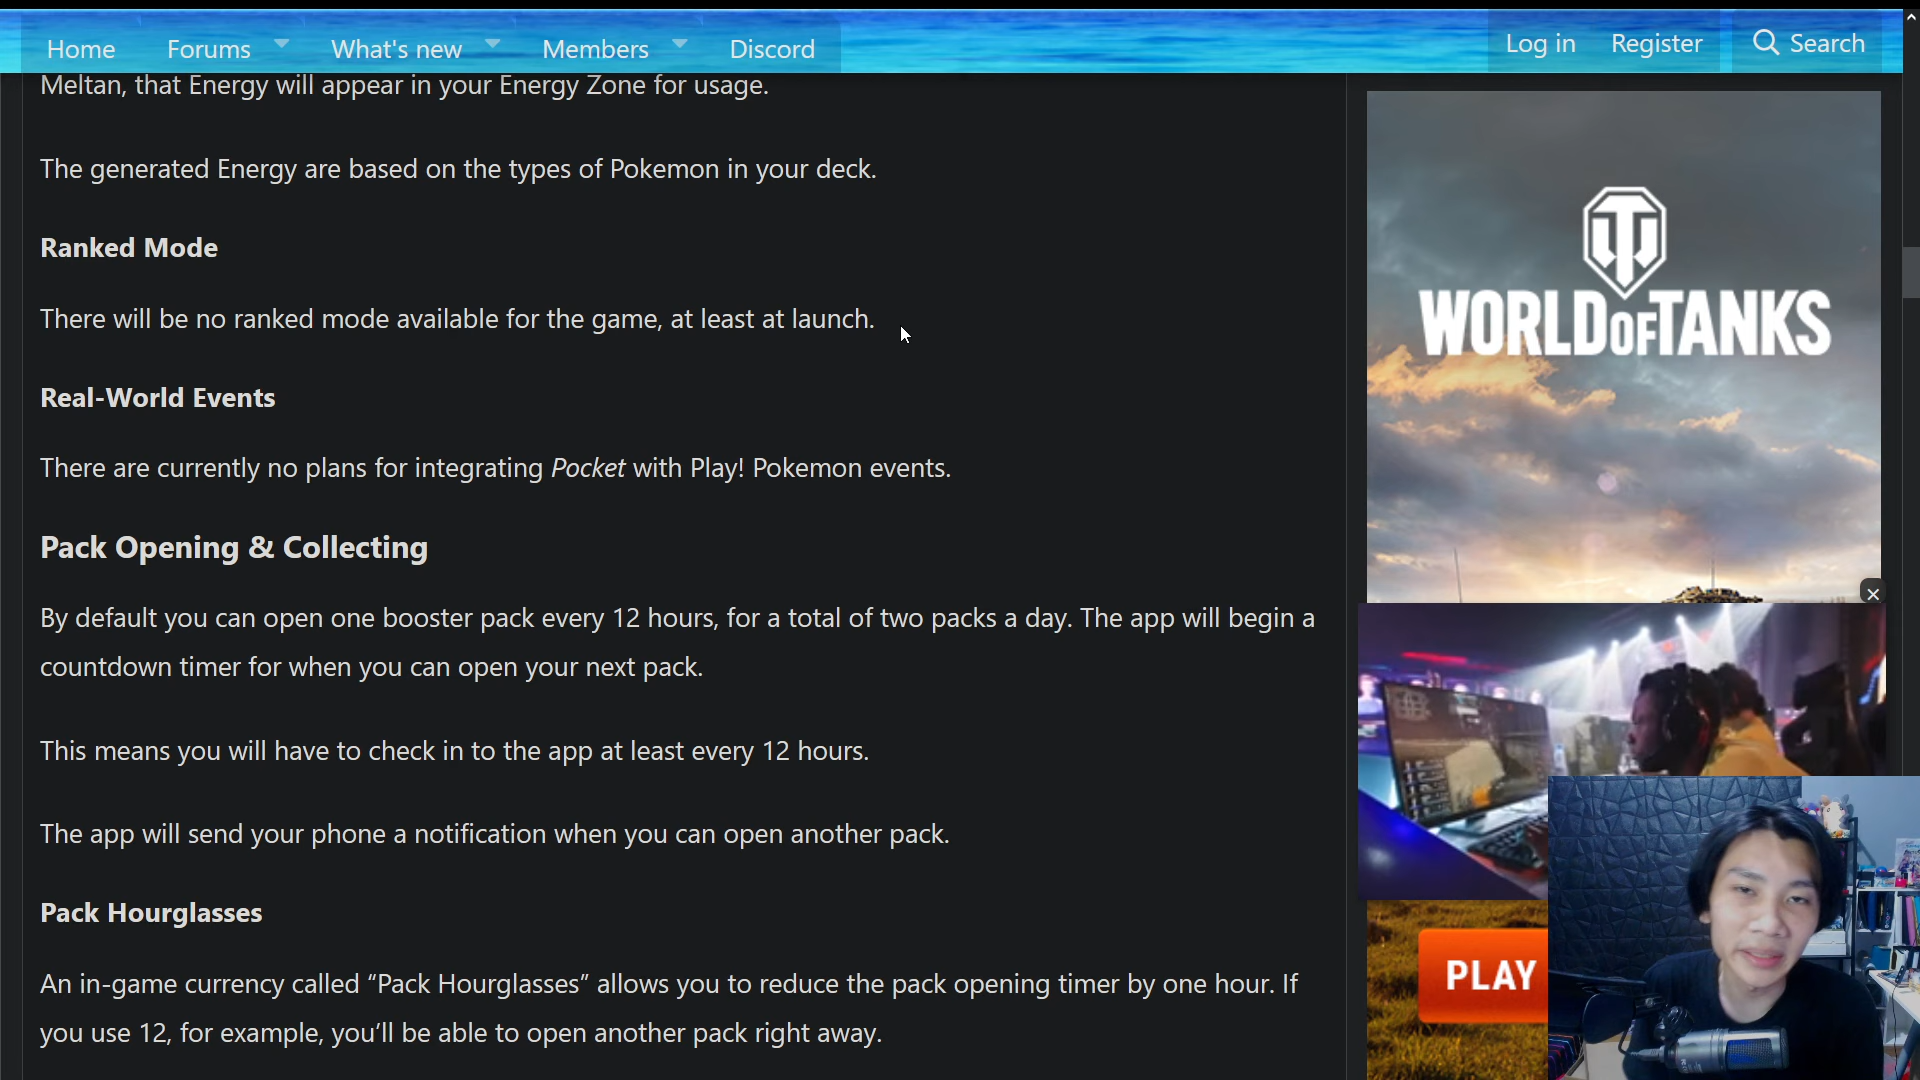 Home
Forums
What's new
Members
Discord
Log in
Register
Search
Meltan, that Energy will appear in your Energy Zone for usage.
The generated Energy are based on the types of Pokemon in your deck.
Ranked Mode
There will be no ranked mode available for the game, at least at launch.
Real-World Events
There are currently no plans for integrating Pocket with Play! Pokemon events.
Pack Opening & Collecting
By default you can open one booster pack every 12 hours, for a total of two packs a day. The app will begin a
countdown timer for when you can open your next pack.
This means you will have to check in to the app at least every 12 hours.
The app will send your phone a notification when you can open another pack.
Pack Hourglasses
An in-game currency called “Pack Hourglasses” allows you to reduce the pack opening timer by one hour. If
you use 12, for example, you’ll be able to open another pack right away.
WORLD OF TANKS
PLAY